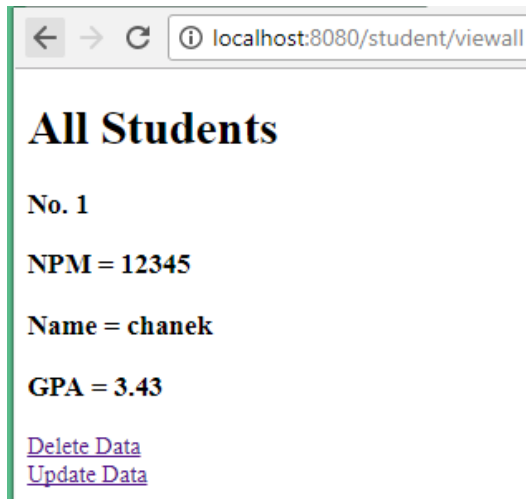 localhost:8080/student/viewall
All Students
No. 1
NPM = 12345
Name = chanek
GPA = 3.43
Delete Data
Update Data